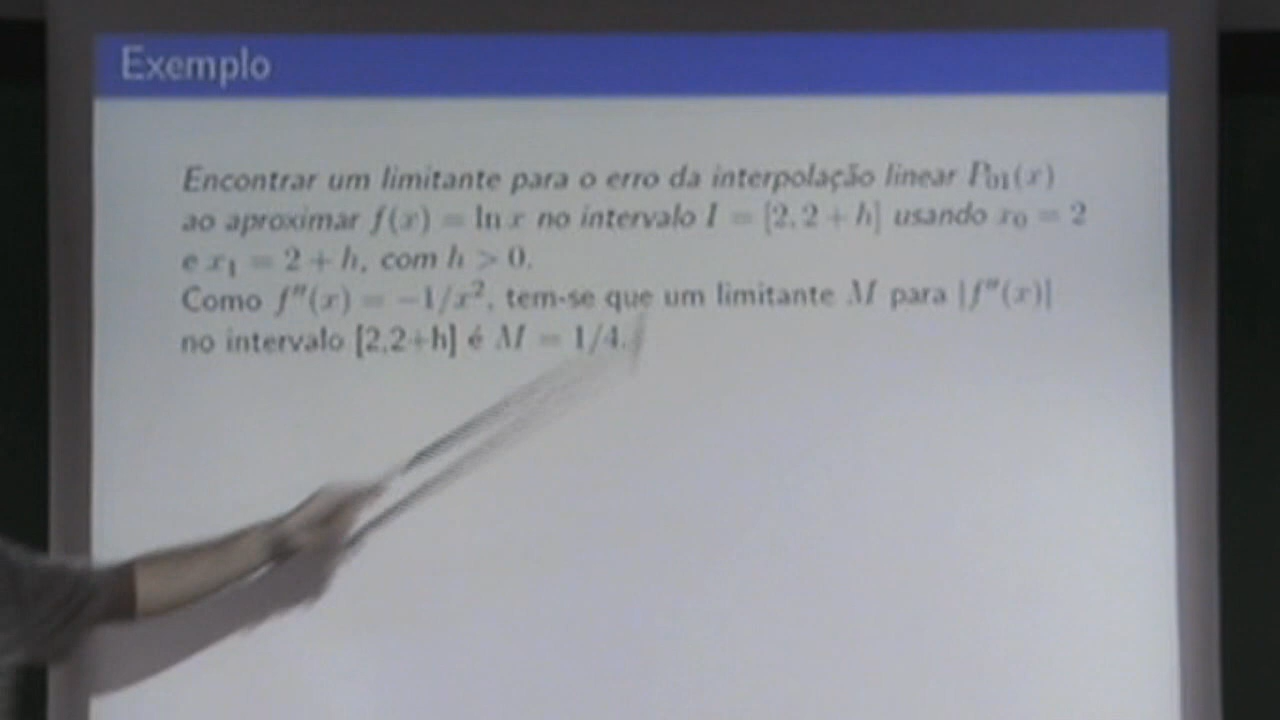 Exemplo
Encontrar um limitante para o erro da interpolação linear P₀₁(x)
ao aproximar f(x) = ln x no intervalo I = [2, 2 + h] usando x₀ = 2
e x₁ = 2 + h, com h > 0.
Como f″(x) = −1/x², tem-se que um limitante M para |f″(x)|
no intervalo [2,2+h] é M = 1/4.